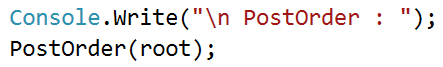 Console.Write("\n PostOrder : ");
PostOrder(root);